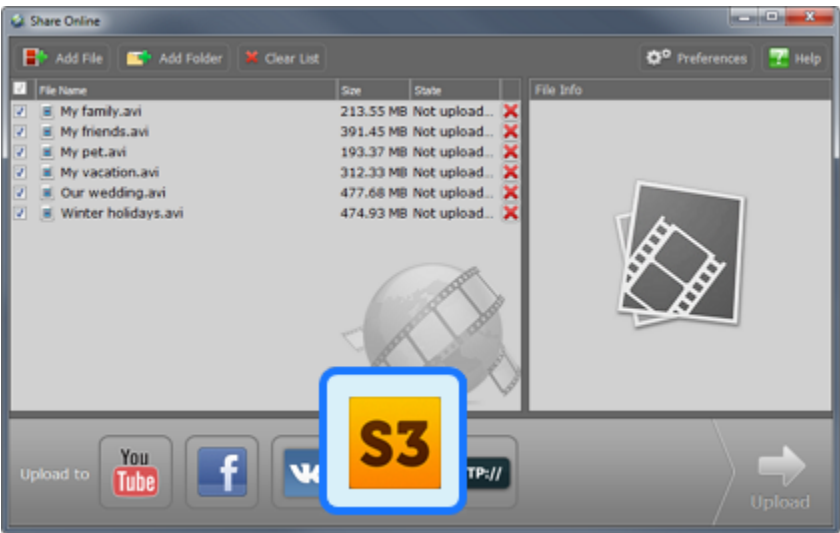 Share Online
Add File Add Folder Clear List Preferences Help
File Name Size State File Info
My family.avi 213.55 MB Not upload...
My friends.avi 391.45 MB Not upload...
My pet.avi 193.37 MB Not upload...
My vacation.avi 312.33 MB Not upload...
Our wedding.avi 477.68 MB Not upload...
Winter holidays.avi 474.93 MB Not upload...
Upload to You Tube f S3 TP:// Upload